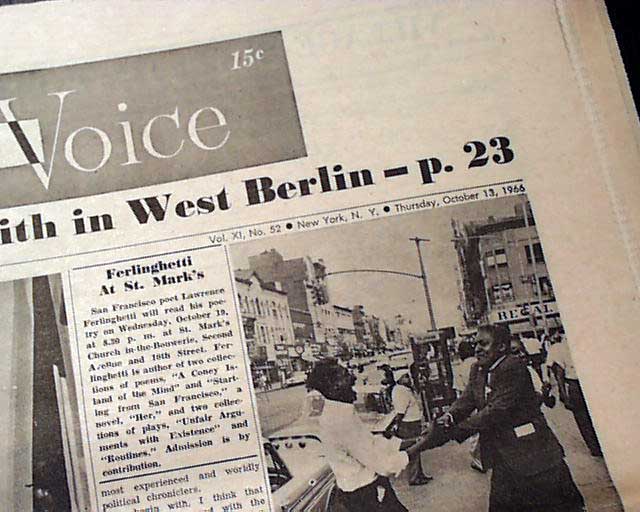 15¢
Voice
ith in West Berlin – p. 23
Vol. XI, No. 52 • New York, N. Y. • Thursday, October 13, 1966
Ferlinghetti
At St. Mark's
San Francisco poet Lawrence
Ferlinghetti will read his poe-
try on Wednesday, October 19,
at 8.30 p. m. at St. Mark's
Church in-the-Bouwerie, Second
Avenue and 10th Street. Fer-
linghetti is author of two collec-
tions of poems, "A Coney Is-
land of the Mind" and "Start-
ing from San Francisco," a
novel, "Her," and two collec-
tions of plays, "Unfair Argu-
ments with Existence" and
"Routines." Admission is by
contribution.
most experienced and worldly
political chroniclers.
begin with, I think that
with the
REGAL